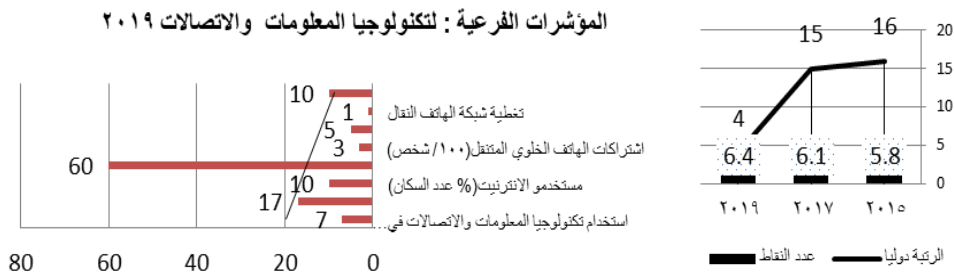 المؤشرات الفرعية : لتكنولوجيا المعلومات والاتصالات ٢٠١٩
20
15
10
5
0
16
15
4
5.8
6.1
6.4
٢٠١٥
٢٠١٧
٢٠١٩
الرتبة دوليا
عدد النقاط
10
تغطية شبكة الهاتف النقال
1
5
اشتراكات الهاتف الخلوي المتنقل(١٠٠/ شخص)
3
60
مستخدمو الانترنيت(% عدد السكان)
10
17
استخدام تكنولوجيا المعلومات والاتصالات في...
7
80 60 40 20 0